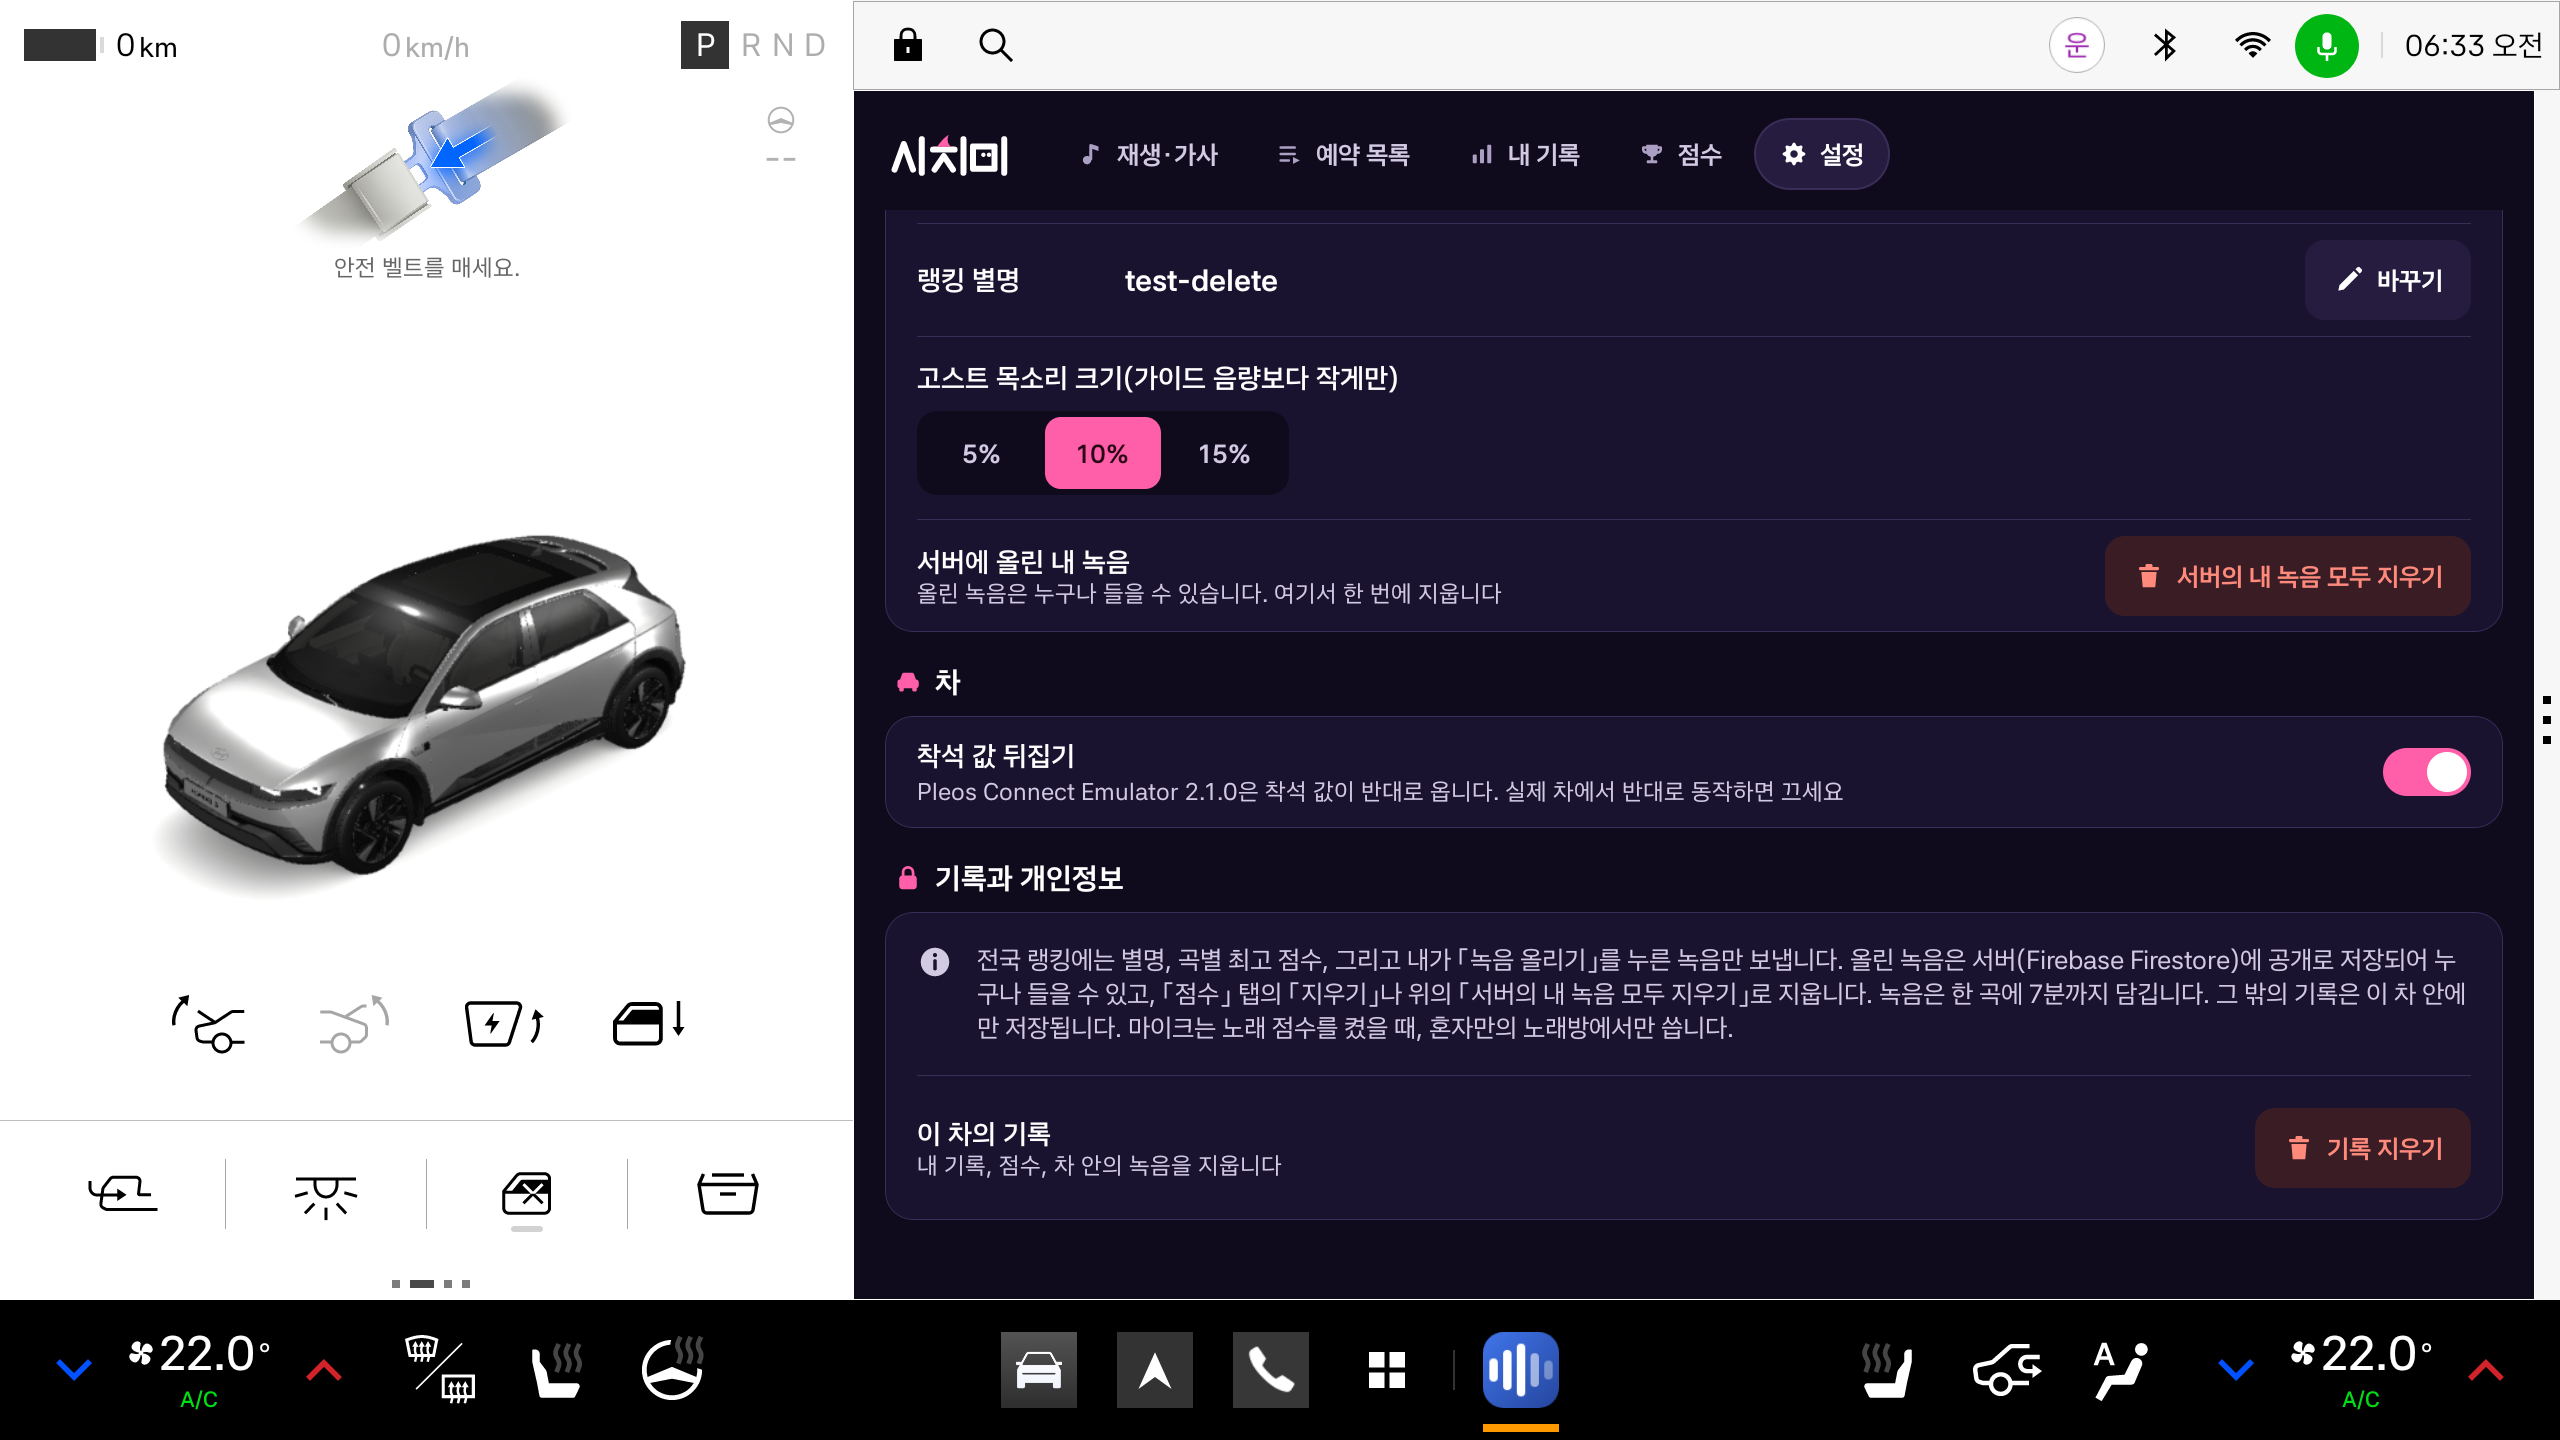 0 km
0 km/h
P R N D
안전 벨트를 매세요.
A/C
운
06:33 오전
시치미
재생·가사
예약 목록
내 기록
점수
설정
랭킹 별명
test-delete
바꾸기
고스트 목소리 크기(가이드 음량보다 작게만)
5%
10%
15%
서버에 올린 내 녹음
올린 녹음은 누구나 들을 수 있습니다. 여기서 한 번에 지웁니다
서버의 내 녹음 모두 지우기
차
착석 값 뒤집기
Pleos Connect Emulator 2.1.0은 착석 값이 반대로 옵니다. 실제 차에서 반대로 동작하면 끄세요
기록과 개인정보
전국 랭킹에는 별명, 곡별 최고 점수, 그리고 내가 「녹음 올리기」를 누른 녹음만 보냅니다. 올린 녹음은 서버(Firebase Firestore)에 공개로 저장되어 누
구나 들을 수 있고, 「점수」 탭의 「지우기」나 위의 「서버의 내 녹음 모두 지우기」로 지웁니다. 녹음은 한 곡에 7분까지 담깁니다. 그 밖의 기록은 이 차 안에
만 저장됩니다. 마이크는 노래 점수를 켰을 때, 혼자만의 노래방에서만 씁니다.
이 차의 기록
내 기록, 점수, 차 안의 녹음을 지웁니다
기록 지우기
22.0°
A
22.0°
A/C